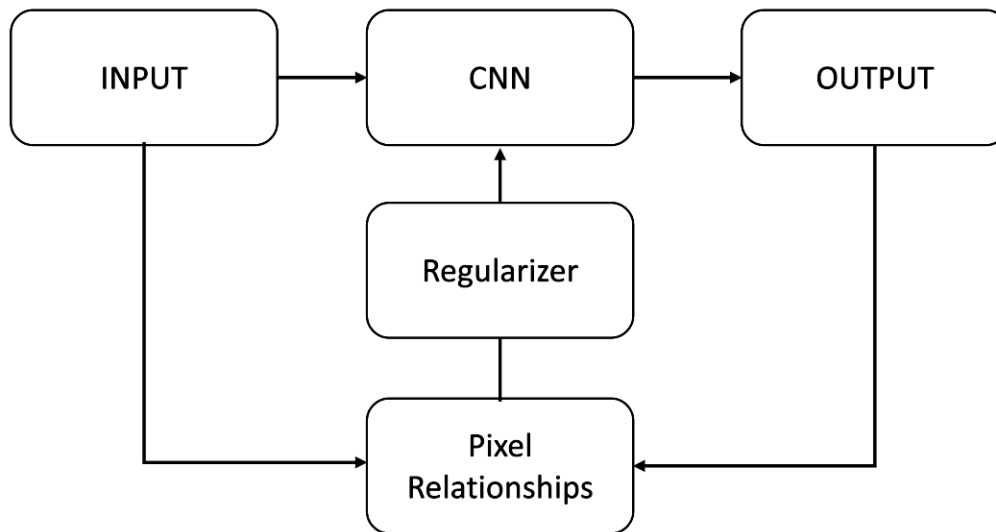 INPUT
CNN
OUTPUT
Regularizer
Pixel
Relationships